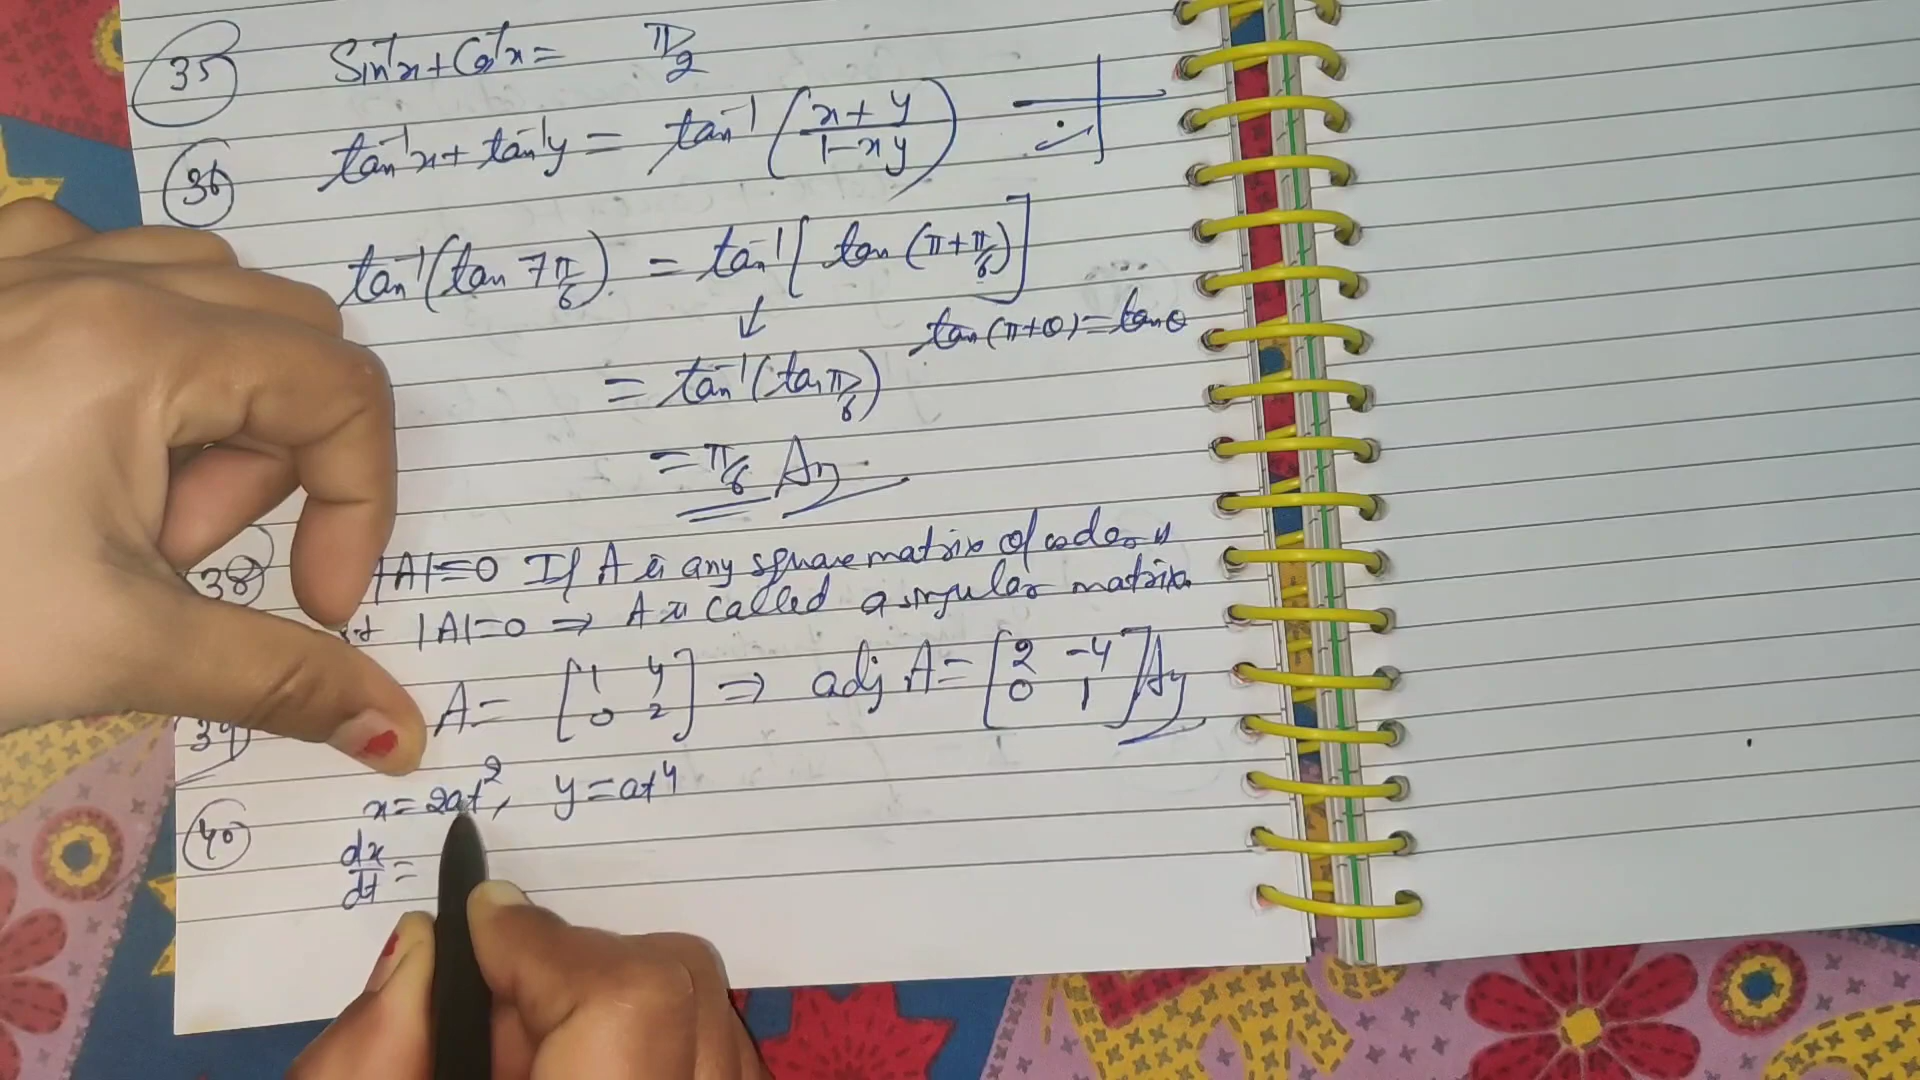 35 Sin⁻¹x + Cos⁻¹x = π/2
36 tan⁻¹x + tan⁻¹y = tan⁻¹((x + y)/(1 - xy))
tan⁻¹(tan 7π/6) = tan⁻¹[tan(π + π/6)]
↓ tan(π+θ) = tanθ
= tan⁻¹(tan π/6)
= π/6 Ans
38 |A| = 0 If A is any square matrix of order
|A| = 0 ⇒ A is called a singular matrix.
39 A = [1 4; 0 2] ⇒ adj A = [2 -4; 0 1] Ans
40 x = 2at², y = at⁴
dx/dt =